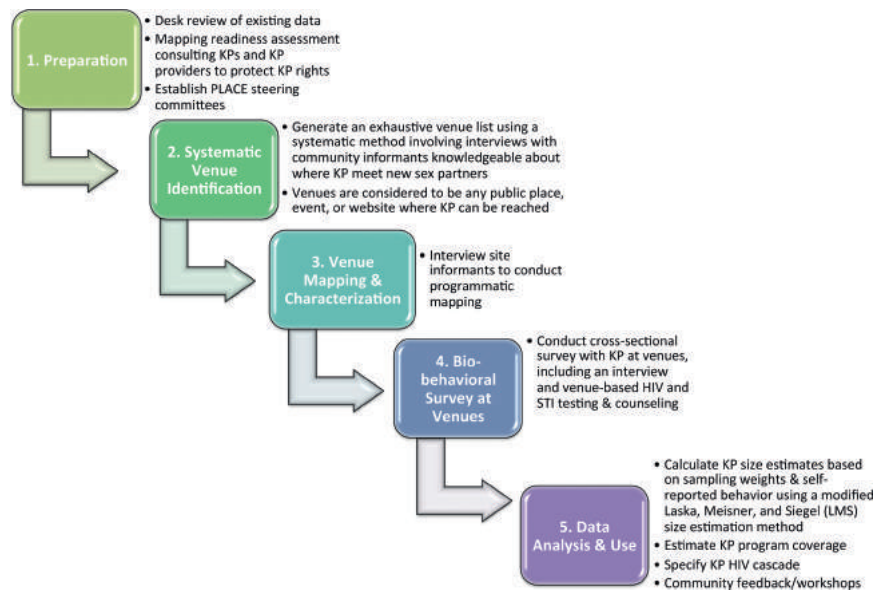 1. Preparation
• Desk review of existing data
• Mapping readiness assessment
consulting KPs and KP
providers to protect KP rights
• Establish PLACE steering
committees
2. Systematic
Venue
Identification
• Generate an exhaustive venue list using a
systematic method involving interviews with
community informants knowledgeable about
where KP meet new sex partners
• Venues are considered to be any public place,
event, or website where KP can be reached
3. Venue
Mapping &
Characterization
• Interview site
informants to conduct
programmatic
mapping
4. Bio-
behavioral
Survey at
Venues
• Conduct cross-sectional
survey with KP at venues,
including an interview
and venue-based HIV and
STI testing & counseling
5. Data
Analysis & Use
• Calculate KP size estimates based
on sampling weights & self-
reported behavior using a modified
Laska, Meisner, and Siegel (LMS)
size estimation method
• Estimate KP program coverage
• Specify KP HIV cascade
• Community feedback/workshops